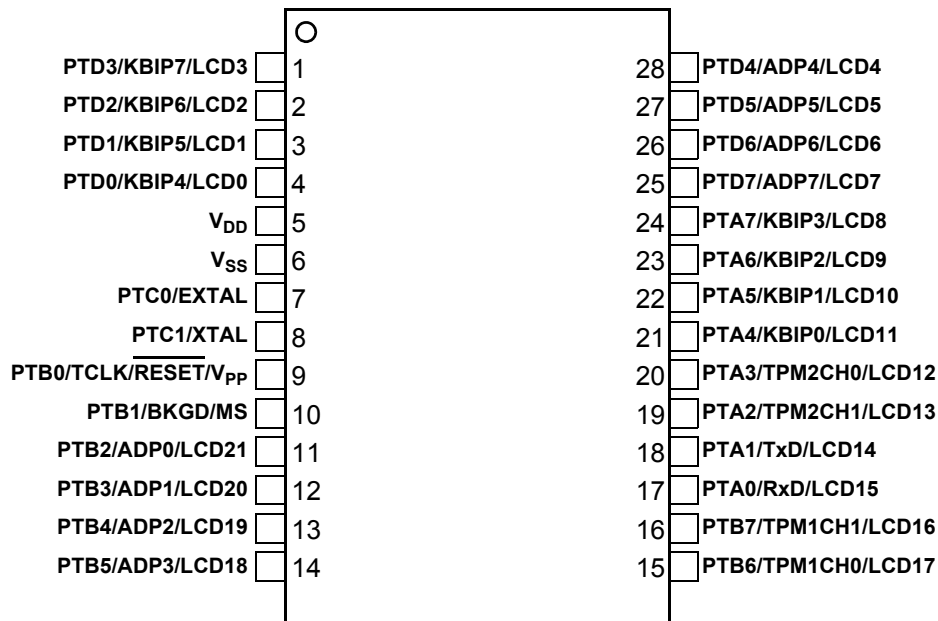 PTD3/KBIP7/LCD3 1 28 PTD4/ADP4/LCD4
PTD2/KBIP6/LCD2 2 27 PTD5/ADP5/LCD5
PTD1/KBIP5/LCD1 3 26 PTD6/ADP6/LCD6
PTD0/KBIP4/LCD0 4 25 PTD7/ADP7/LCD7
VDD 5 24 PTA7/KBIP3/LCD8
VSS 6 23 PTA6/KBIP2/LCD9
PTC0/EXTAL 7 22 PTA5/KBIP1/LCD10
PTC1/XTAL 8 21 PTA4/KBIP0/LCD11
PTB0/TCLK/RESET/VPP 9 20 PTA3/TPM2CH0/LCD12
PTB1/BKGD/MS 10 19 PTA2/TPM2CH1/LCD13
PTB2/ADP0/LCD21 11 18 PTA1/TxD/LCD14
PTB3/ADP1/LCD20 12 17 PTA0/RxD/LCD15
PTB4/ADP2/LCD19 13 16 PTB7/TPM1CH1/LCD16
PTB5/ADP3/LCD18 14 15 PTB6/TPM1CH0/LCD17